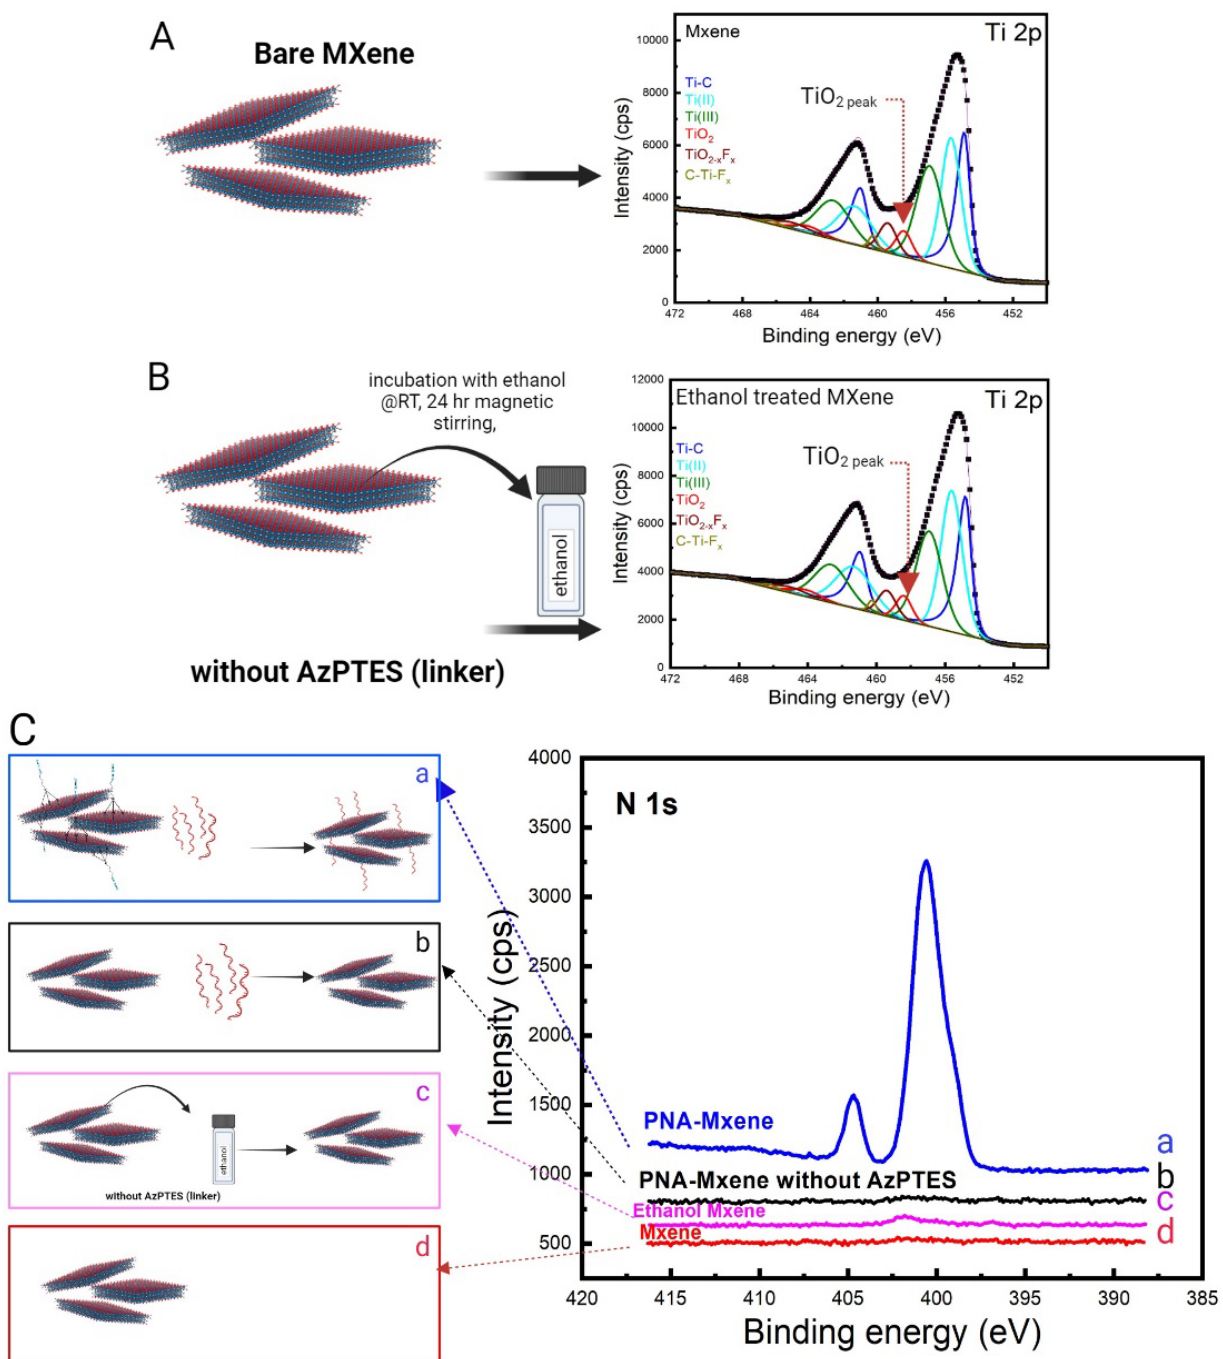 A
Bare MXene
Mxene
Ti 2p
Ti-C
Ti(II)
Ti(III)
TiO2
TiO2-xFx
C-Ti-Fx
TiO2 peak
Intensity (cps)
10000
8000
6000
4000
2000
0
472 468 464 460 456 452
Binding energy (eV)
B
incubation with ethanol
@RT, 24 hr magnetic
stirring,
ethanol
without AzPTES (linker)
Ethanol treated MXene
Ti 2p
Ti-C
Ti(II)
Ti(III)
TiO2
TiO2-xFx
C-Ti-Fx
TiO2 peak
Intensity (cps)
12000
10000
8000
6000
4000
2000
0
472 468 464 460 456 452
Binding energy (eV)
C
a
b
c
ethanol
without AzPTES (linker)
d
N 1s
Intensity (cps)
4000
3500
3000
2500
2000
1500
1000
500
PNA-Mxene
a
PNA-Mxene without AzPTES
b
Ethanol Mxene
c
Mxene
d
420 415 410 405 400 395 390 385
Binding energy (eV)